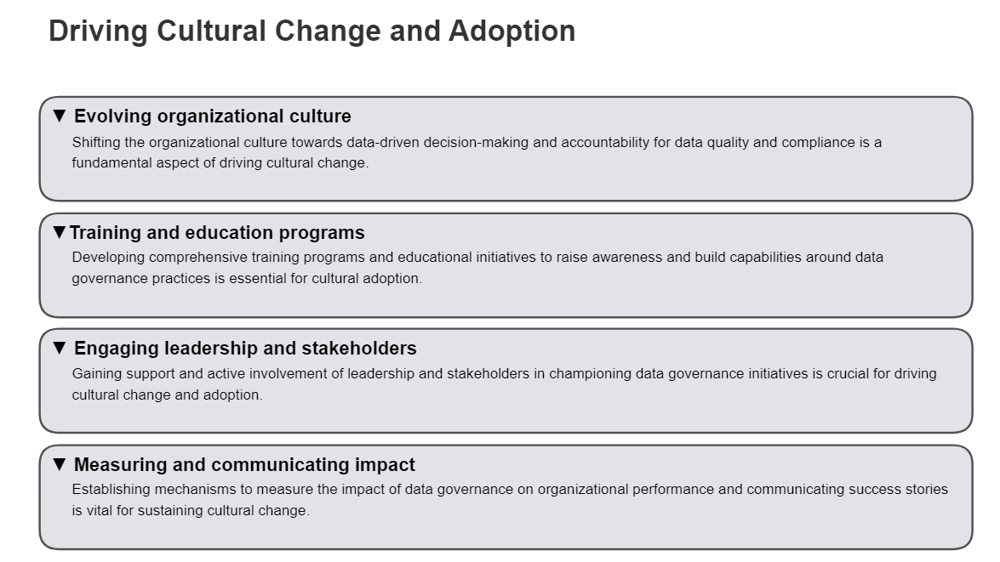 Driving Cultural Change and Adoption
▼ Evolving organizational culture
Shifting the organizational culture towards data-driven decision-making and accountability for data quality and compliance is a
fundamental aspect of driving cultural change.
▼Training and education programs
Developing comprehensive training programs and educational initiatives to raise awareness and build capabilities around data
governance practices is essential for cultural adoption.
▼ Engaging leadership and stakeholders
Gaining support and active involvement of leadership and stakeholders in championing data governance initiatives is crucial for driving
cultural change and adoption.
▼ Measuring and communicating impact
Establishing mechanisms to measure the impact of data governance on organizational performance and communicating success stories
is vital for sustaining cultural change.